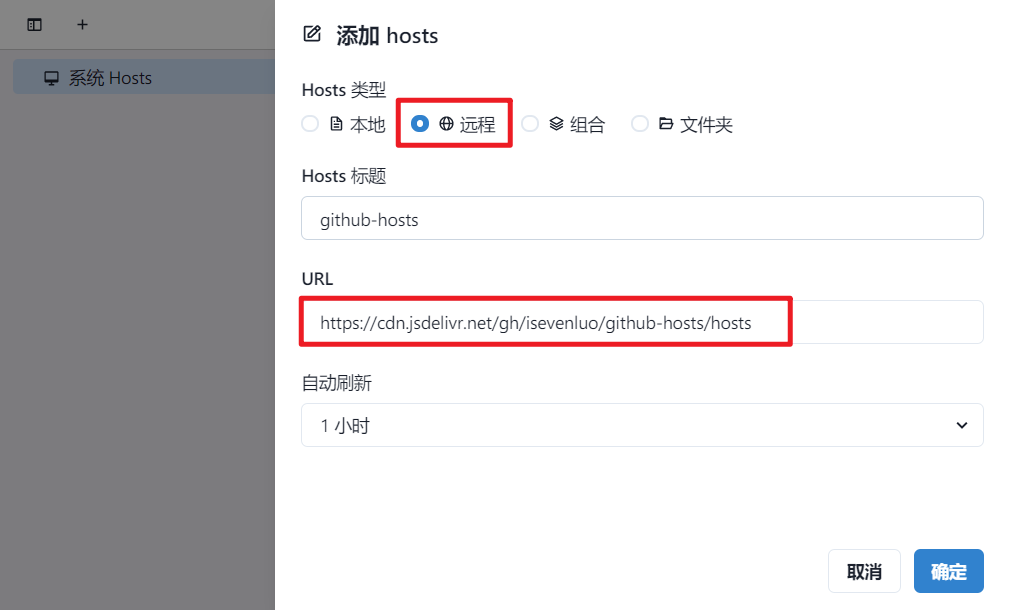 系统 Hosts
添加 hosts
Hosts 类型
本地 远程 组合 文件夹
Hosts 标题
github-hosts
URL
https://cdn.jsdelivr.net/gh/isevenluo/github-hosts/hosts
自动刷新
1 小时
取消 确定